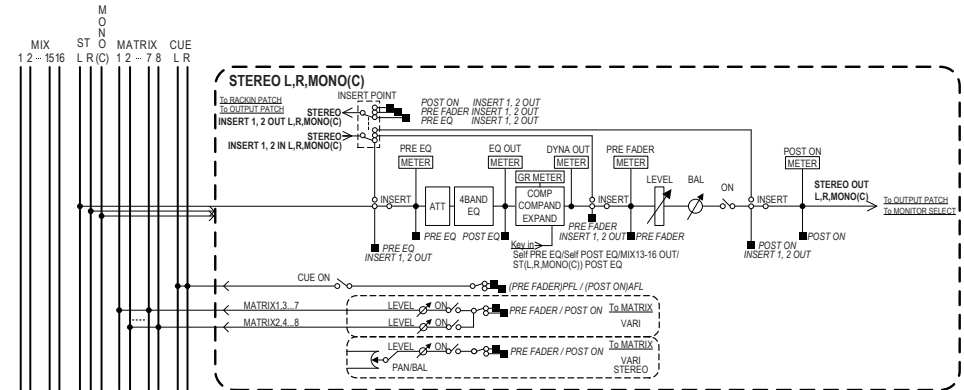 M
O
N
O
(C)
MIX
1 2 ··· 15 16
ST
L R
MATRIX
1 2 ··· 7 8
CUE
L R
STEREO L,R,MONO(C)
INSERT POINT
To RACKIN PATCH
To OUTPUT PATCH
STEREO
INSERT 1, 2 OUT L,R,MONO(C)
STEREO
INSERT 1, 2 IN L,R,MONO(C)
POST ON INSERT 1, 2 OUT
PRE FADER INSERT 1, 2 OUT
PRE EQ INSERT 1, 2 OUT
PRE EQ
METER
EQ OUT
METER
DYNA OUT
METER
PRE FADER
METER
POST ON
METER
GR METER
INSERT
ATT
4BAND
EQ
COMP
COMPAND
EXPAND
INSERT
LEVEL
BAL
ON
INSERT
STEREO OUT
L,R,MONO(C)
To OUTPUT PATCH
To MONITOR SELECT
PRE EQ
INSERT 1, 2 OUT
PRE EQ
POST EQ
PRE FADER
INSERT 1, 2 OUT
PRE FADER
POST ON
INSERT 1, 2 OUT
POST ON
Key in
Self PRE EQ/Self POST EQ/MIX13-16 OUT/
ST(L,R,MONO(C)) POST EQ
CUE ON
(PRE FADER)PFL / (POST ON)AFL
MATRIX1,3...7
LEVEL
ON
PRE FADER / POST ON
To MATRIX
VARI
MATRIX2,4...8
LEVEL
ON
LEVEL
ON
PAN/BAL
PRE FADER / POST ON
To MATRIX
VARI
STEREO